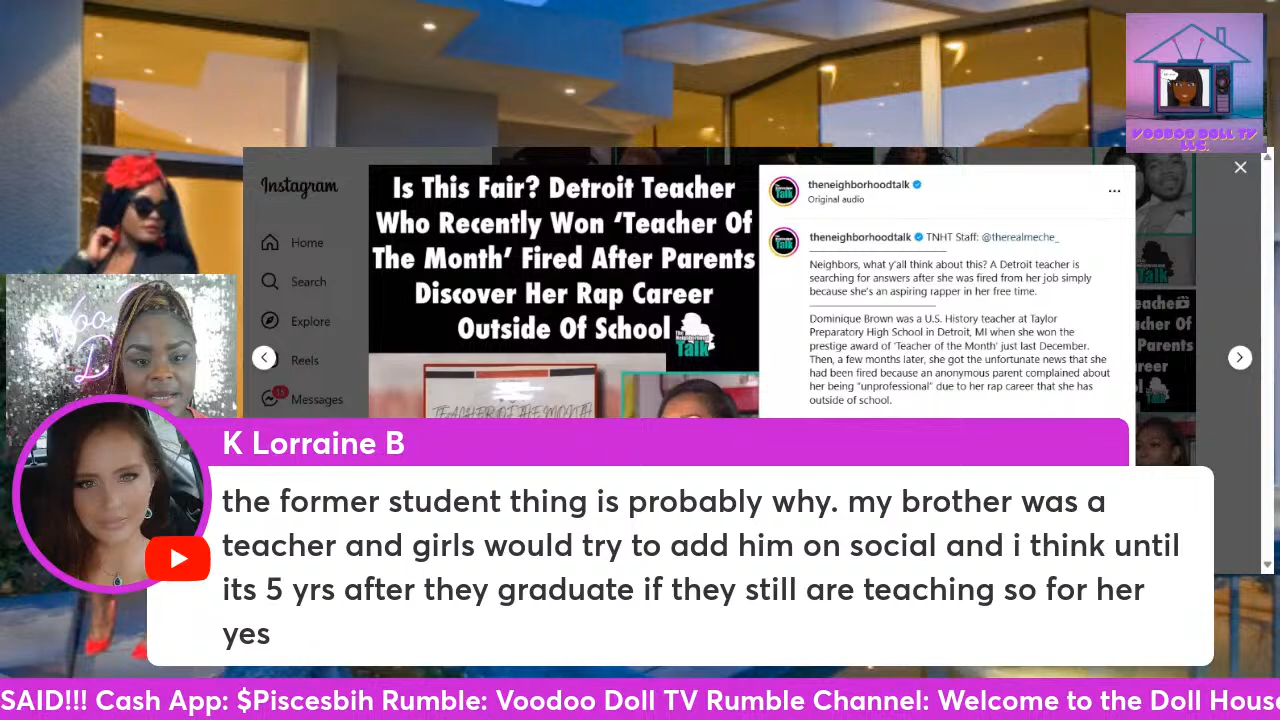 VOODOO DOLL TV
LLC.
Instagram
Home
Search
Explore
Reels
15
Messages
Is This Fair? Detroit Teacher
Who Recently Won ‘Teacher Of
The Month’ Fired After Parents
Discover Her Rap Career
Outside Of School
The
Neighborhood
Talk
TEACHER OF THE MONTH
theneighborhoodtalk
Original audio
...
theneighborhoodtalk TNHT Staff: @therealmeche_
Neighbors, what y'all think about this? A Detroit teacher is
searching for answers after she was fired from her job simply
because she's an aspiring rapper in her free time.
Dominique Brown was a U.S. History teacher at Taylor
Preparatory High School in Detroit, MI when she won the
prestige award of 'Teacher of the Month' just last December.
Then, a few months later, she got the unfortunate news that she
had been fired because an anonymous parent complained about
her being "unprofessional" due to her rap career that she has
outside of school.
K Lorraine B
the former student thing is probably why. my brother was a
teacher and girls would try to add him on social and i think until
its 5 yrs after they graduate if they still are teaching so for her
yes
SAID!!! Cash App: $Piscesbih Rumble: Voodoo Doll TV Rumble Channel: Welcome to the Doll House